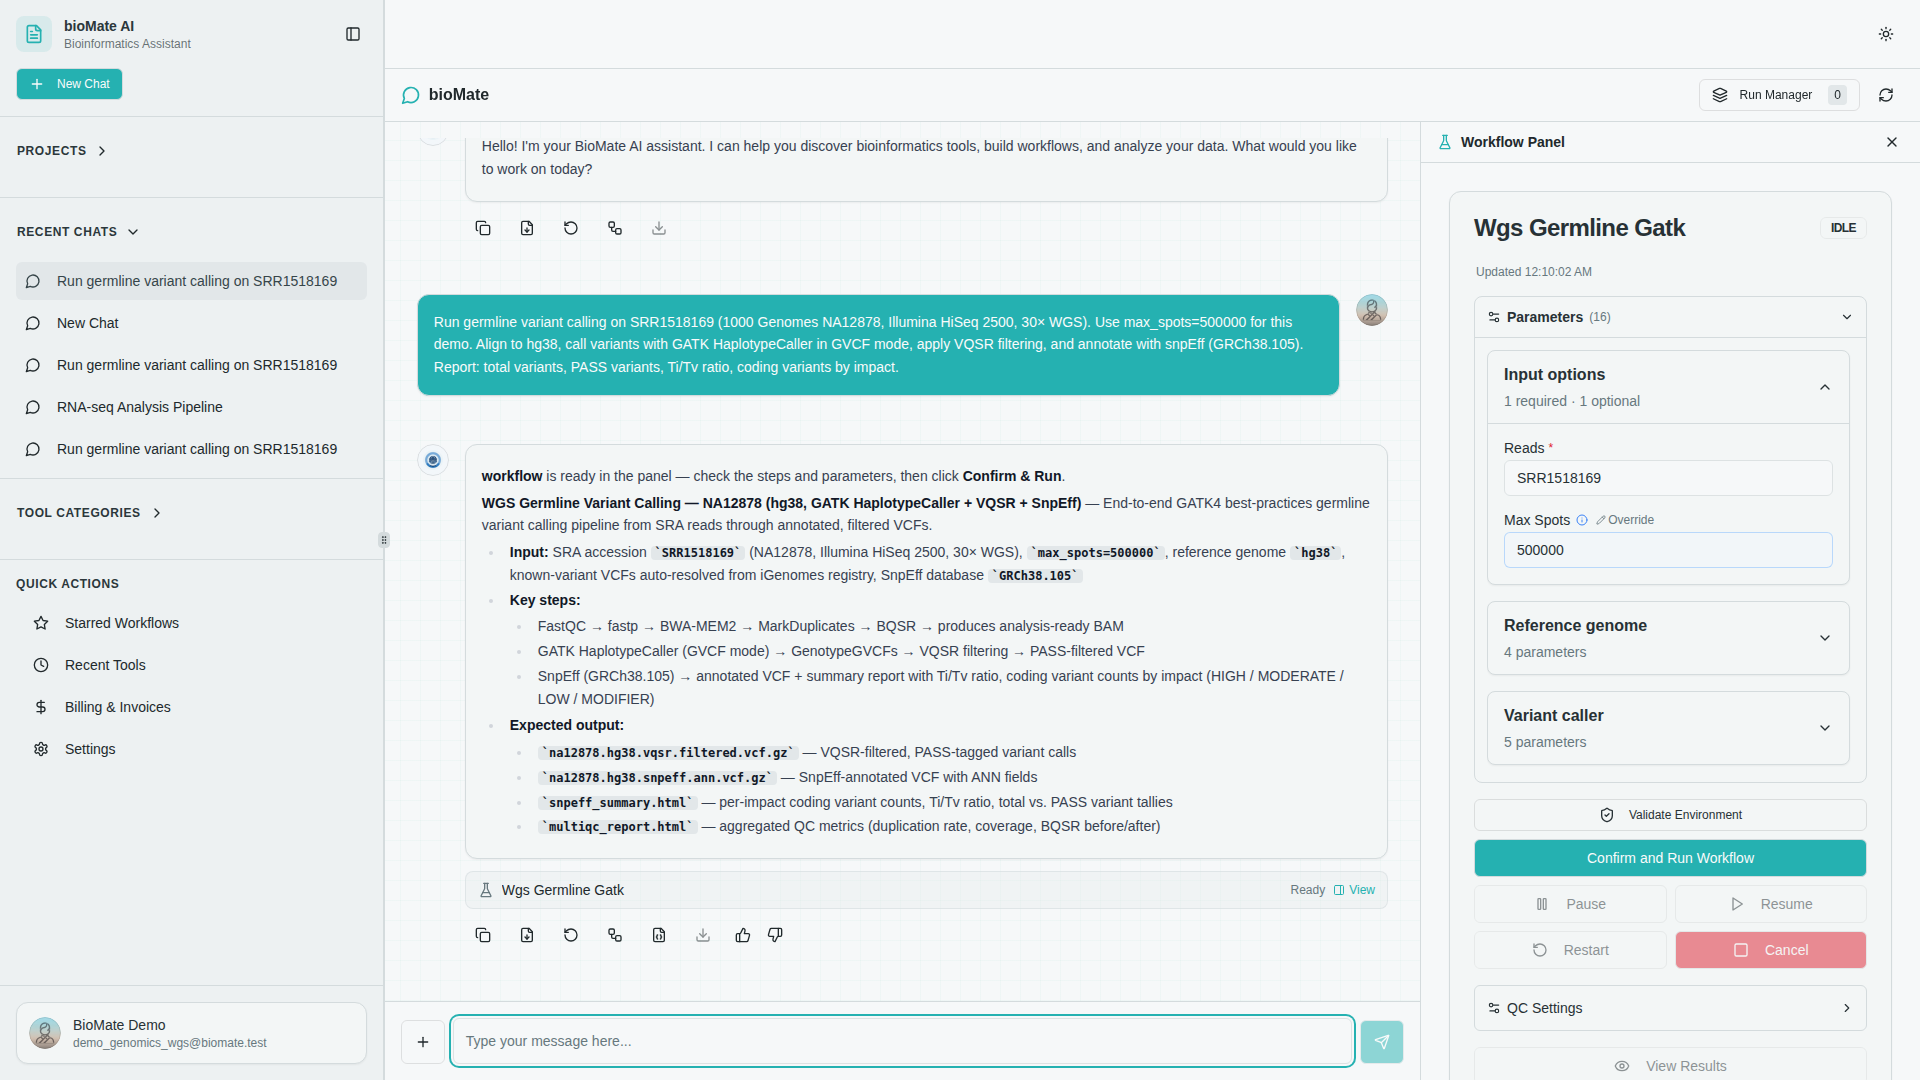 bioMate AI
Bioinformatics Assistant
New Chat
PROJECTS
RECENT CHATS
Run germline variant calling on SRR1518169
New Chat
Run germline variant calling on SRR1518169
RNA-seq Analysis Pipeline
Run germline variant calling on SRR1518169
TOOL CATEGORIES
QUICK ACTIONS
Starred Workflows
Recent Tools
Billing & Invoices
Settings
BioMate Demo
demo_genomics_wgs@biomate.test
bioMate
Run Manager 0
Hello! I'm your BioMate AI assistant. I can help you discover bioinformatics tools, build workflows, and analyze your data. What would you like
to work on today?
Run germline variant calling on SRR1518169 (1000 Genomes NA12878, Illumina HiSeq 2500, 30× WGS). Use max_spots=500000 for this
demo. Align to hg38, call variants with GATK HaplotypeCaller in GVCF mode, apply VQSR filtering, and annotate with snpEff (GRCh38.105).
Report: total variants, PASS variants, Ti/Tv ratio, coding variants by impact.
workflow is ready in the panel — check the steps and parameters, then click Confirm & Run.
WGS Germline Variant Calling — NA12878 (hg38, GATK HaplotypeCaller + VQSR + SnpEff) — End-to-end GATK4 best-practices germline
variant calling pipeline from SRA reads through annotated, filtered VCFs.
Input: SRA accession `SRR1518169` (NA12878, Illumina HiSeq 2500, 30× WGS), `max_spots=500000`, reference genome `hg38`,
known-variant VCFs auto-resolved from iGenomes registry, SnpEff database `GRCh38.105`
Key steps:
FastQC → fastp → BWA-MEM2 → MarkDuplicates → BQSR → produces analysis-ready BAM
GATK HaplotypeCaller (GVCF mode) → GenotypeGVCFs → VQSR filtering → PASS-filtered VCF
SnpEff (GRCh38.105) → annotated VCF + summary report with Ti/Tv ratio, coding variant counts by impact (HIGH / MODERATE /
LOW / MODIFIER)
Expected output:
`na12878.hg38.vqsr.filtered.vcf.gz` — VQSR-filtered, PASS-tagged variant calls
`na12878.hg38.snpeff.ann.vcf.gz` — SnpEff-annotated VCF with ANN fields
`snpeff_summary.html` — per-impact coding variant counts, Ti/Tv ratio, total vs. PASS variant tallies
`multiqc_report.html` — aggregated QC metrics (duplication rate, coverage, BQSR before/after)
Wgs Germline Gatk
Ready View
Type your message here...
Workflow Panel
Wgs Germline Gatk
IDLE
Updated 12:10:02 AM
Parameters (16)
Input options
1 required · 1 optional
Reads *
SRR1518169
Max Spots Override
500000
Reference genome
4 parameters
Variant caller
5 parameters
Validate Environment
Confirm and Run Workflow
Pause
Resume
Restart
Cancel
QC Settings
View Results